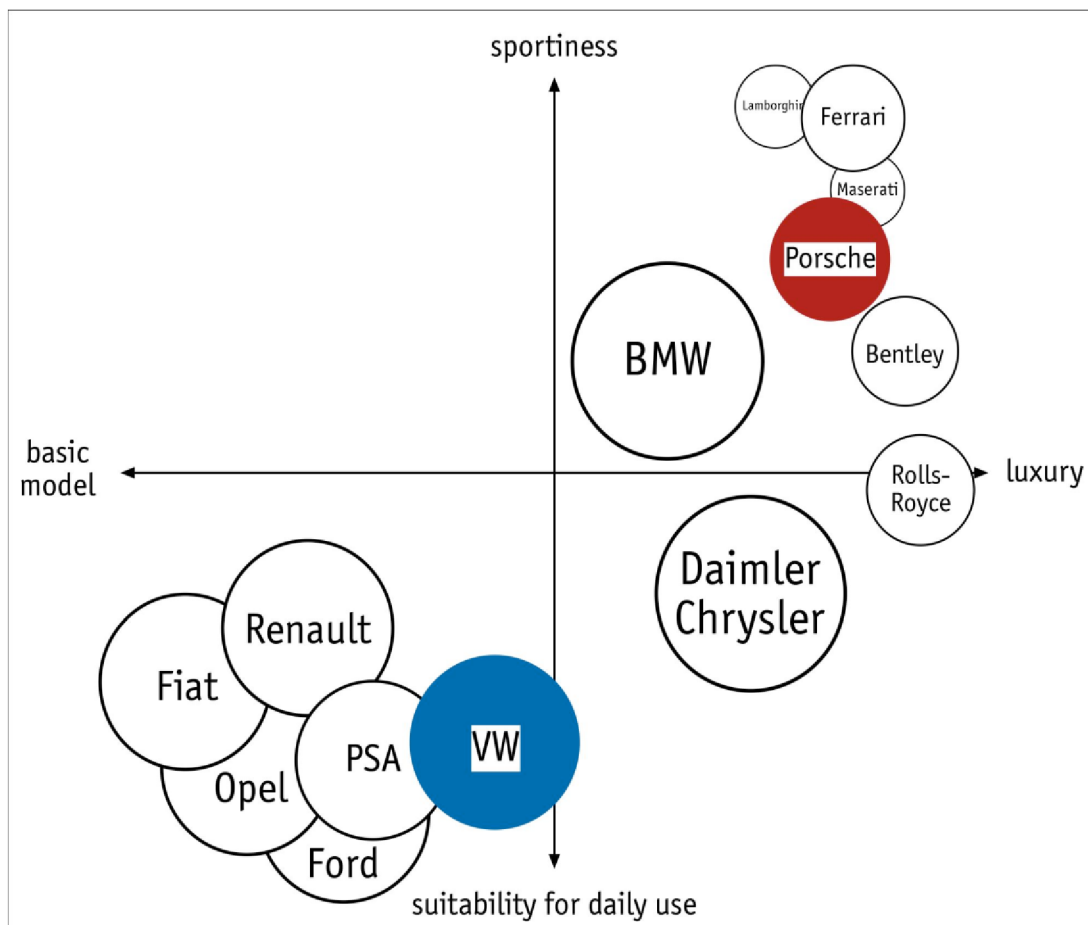 sportiness
Lamborghin
Ferrari
Maserati
Porsche
BMW
Bentley
basic
model
luxury
Rolls-
Royce
Daimler
Chrysler
Renault
Fiat
VW
PSA
Opel
Ford
suitability for daily use